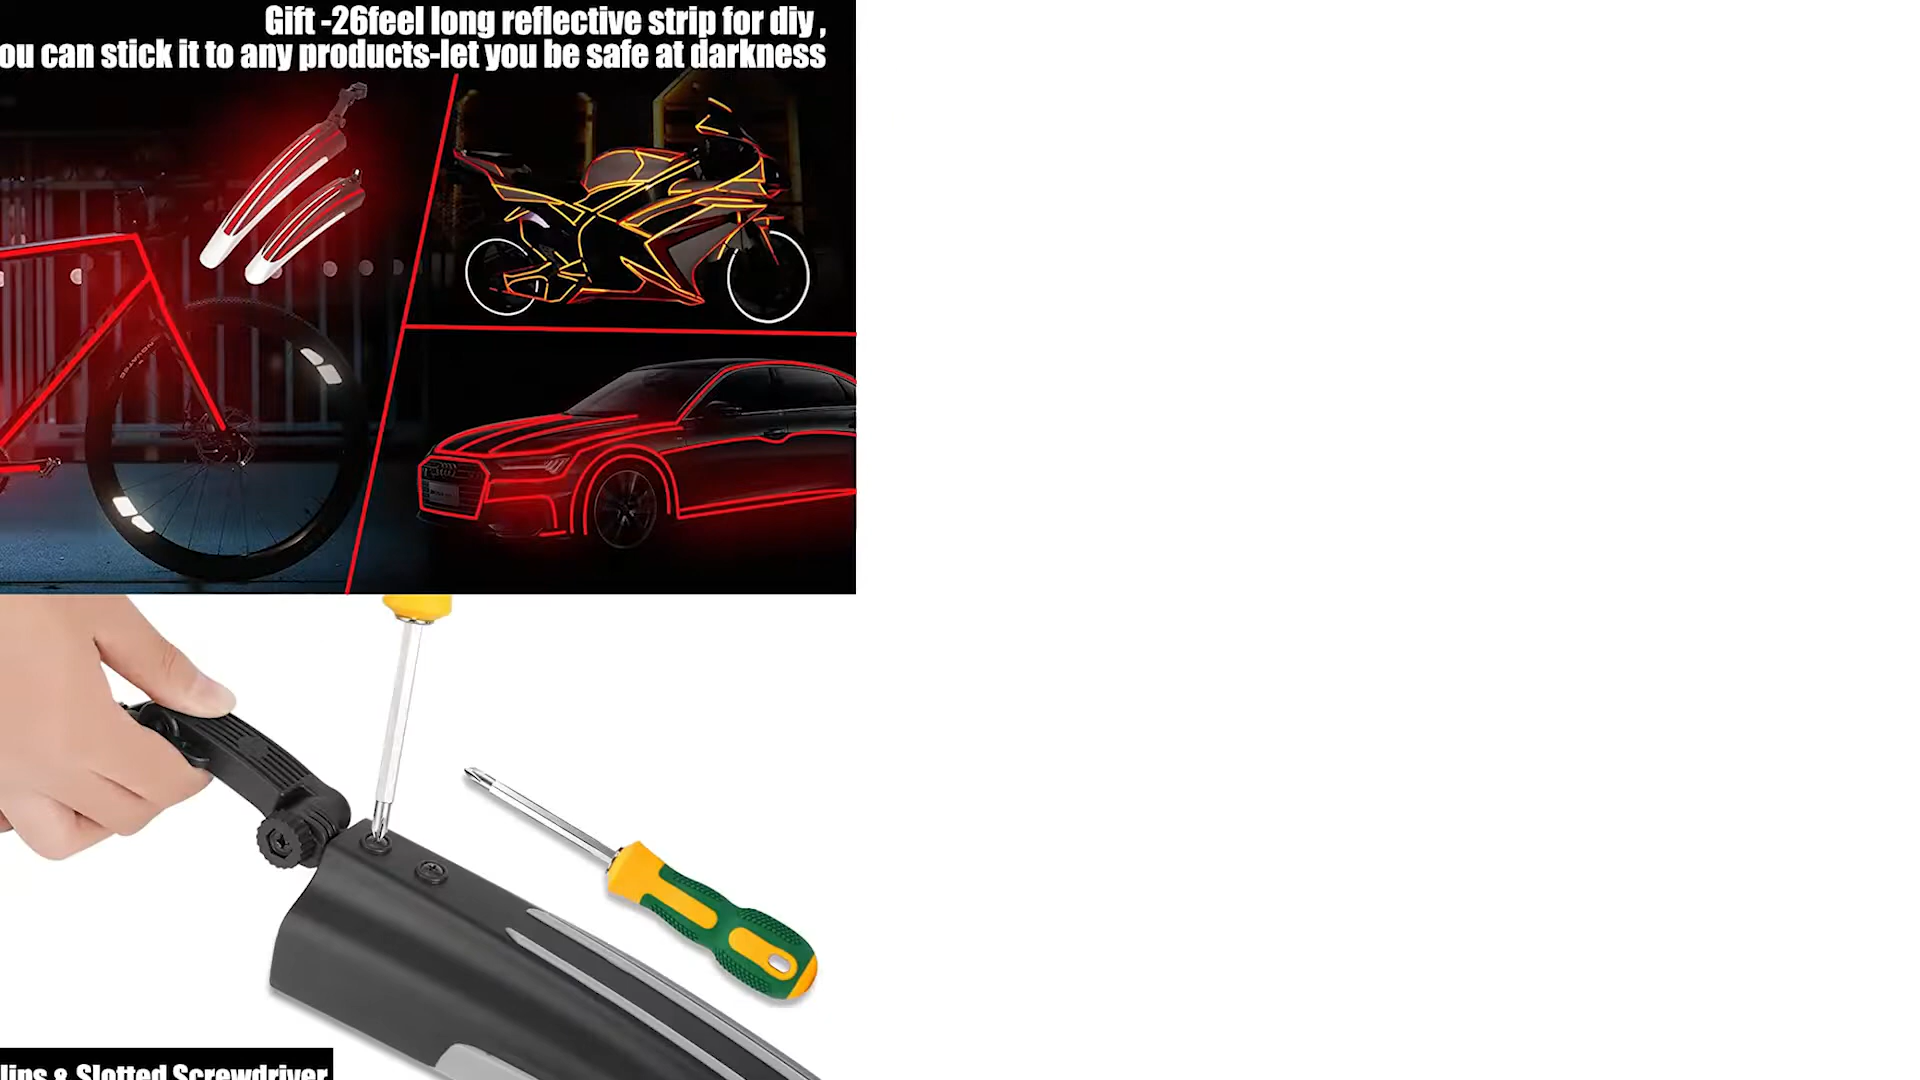 Gift -26feel long reflective strip for diy ,
ou can stick it to any products-let you be safe at darkness
NOVATEC
lips & Slotted Screwdriver